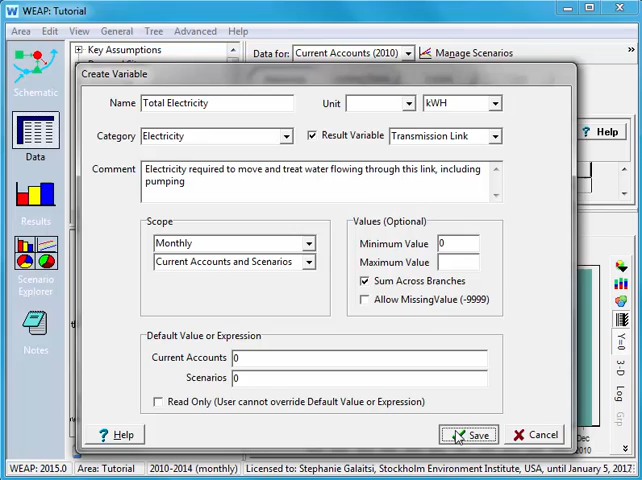 WEAP: Tutorial
Area Edit View General Tree Advanced Help
Key Assumptions
Data for: Current Accounts (2010) Manage Scenarios
Create Variable
Name Total Electricity Unit kWH
Category Electricity Result Variable Transmission Link
Comment Electricity required to move and treat water flowing through this link, including
pumping
Scope
Monthly
Current Accounts and Scenarios
Values (Optional)
Minimum Value 0
Maximum Value
Sum Across Branches
Allow MissingValue (-9999)
Default Value or Expression
Current Accounts 0
Scenarios 0
Read Only (User cannot override Default Value or Expression)
? Help Save Cancel
Schematic
Data
Results
Scenario
Explorer
Notes
? Help
Y=0
3-D
Log
Grp
Dec
2010
WEAP: 2015.0 Area: Tutorial 2010-2014 (monthly) Licensed to: Stephanie Galaitsi, Stockholm Environment Institute, USA, until January 5, 2017